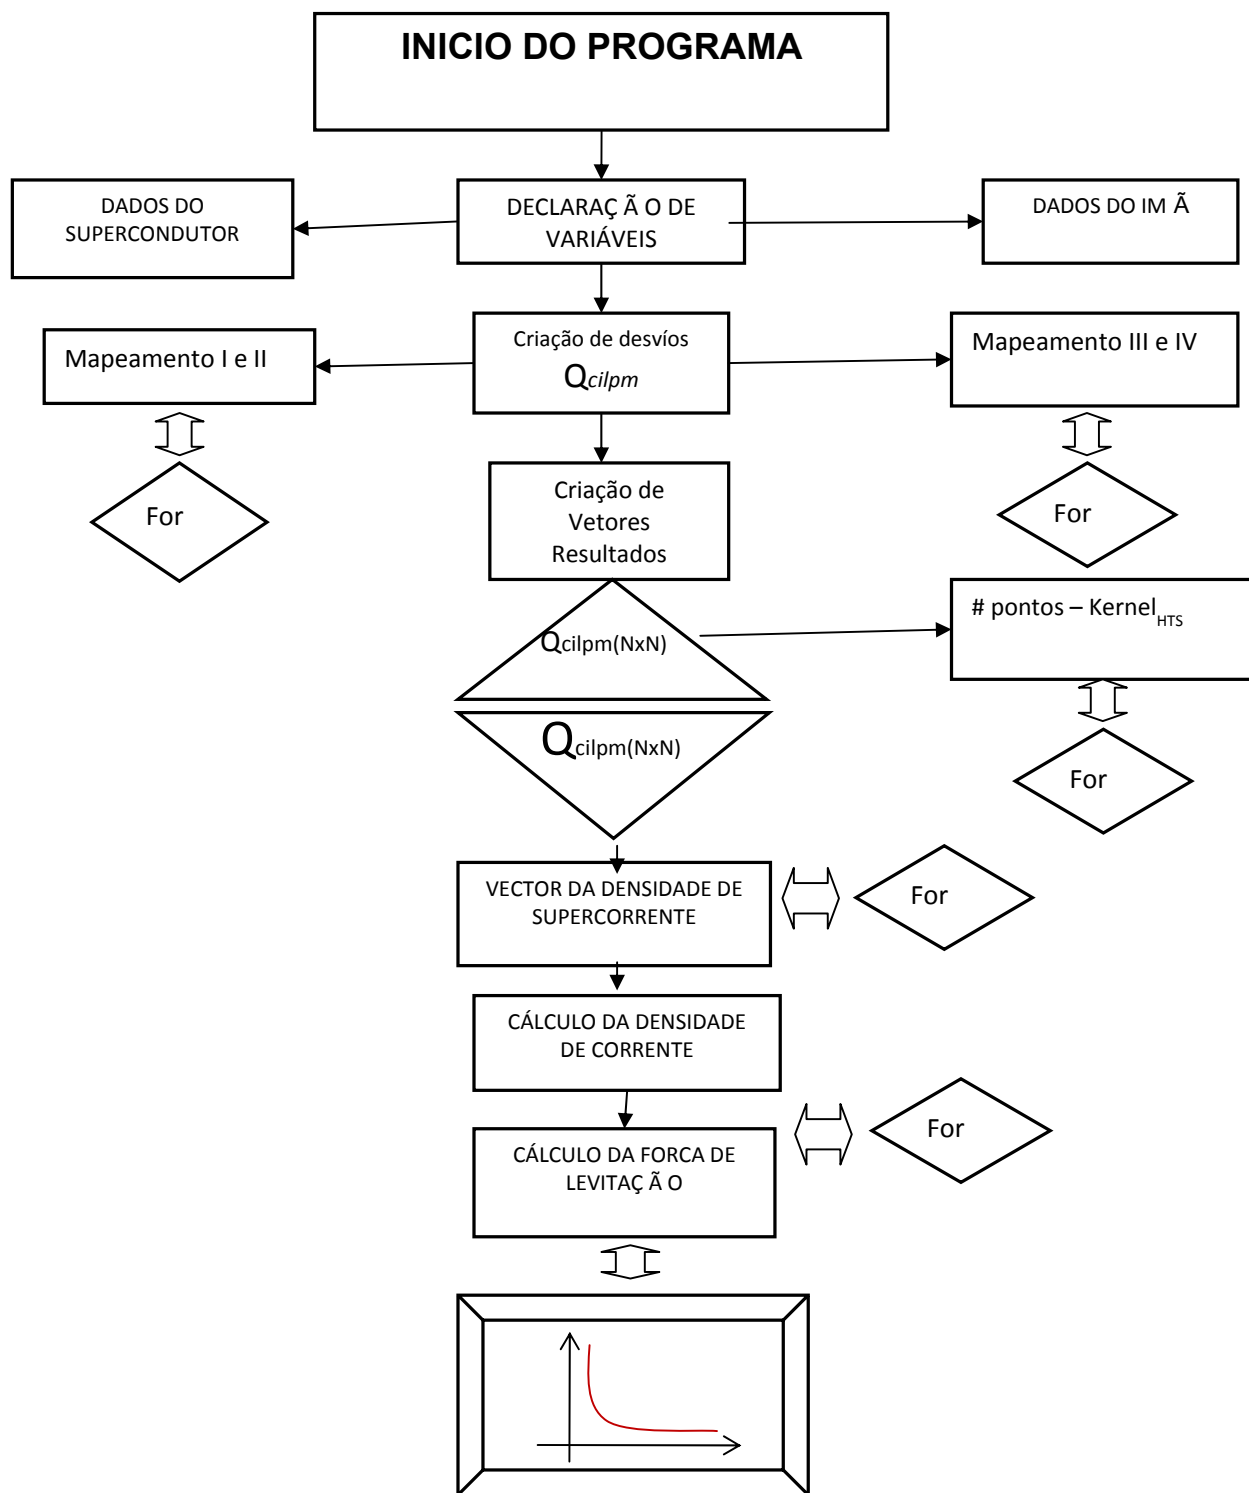 INICIO DO PROGRAMA
DADOS DO
SUPERCONDUTOR
DECLARAÇ Ã O DE
VARIÁVEIS
DADOS DO IM Ã
Mapeamento I e II
Criação de desvíos
Qcilpm
Mapeamento III e IV
For
Criação de
Vetores
Resultados
For
Qcilpm(NxN)
# pontos – KernelHTS
Qcilpm(NxN)
For
VECTOR DA DENSIDADE DE
SUPERCORRENTE
For
CÁLCULO DA DENSIDADE
DE CORRENTE
CÁLCULO DA FORCA DE
LEVITAÇ Ã O
For